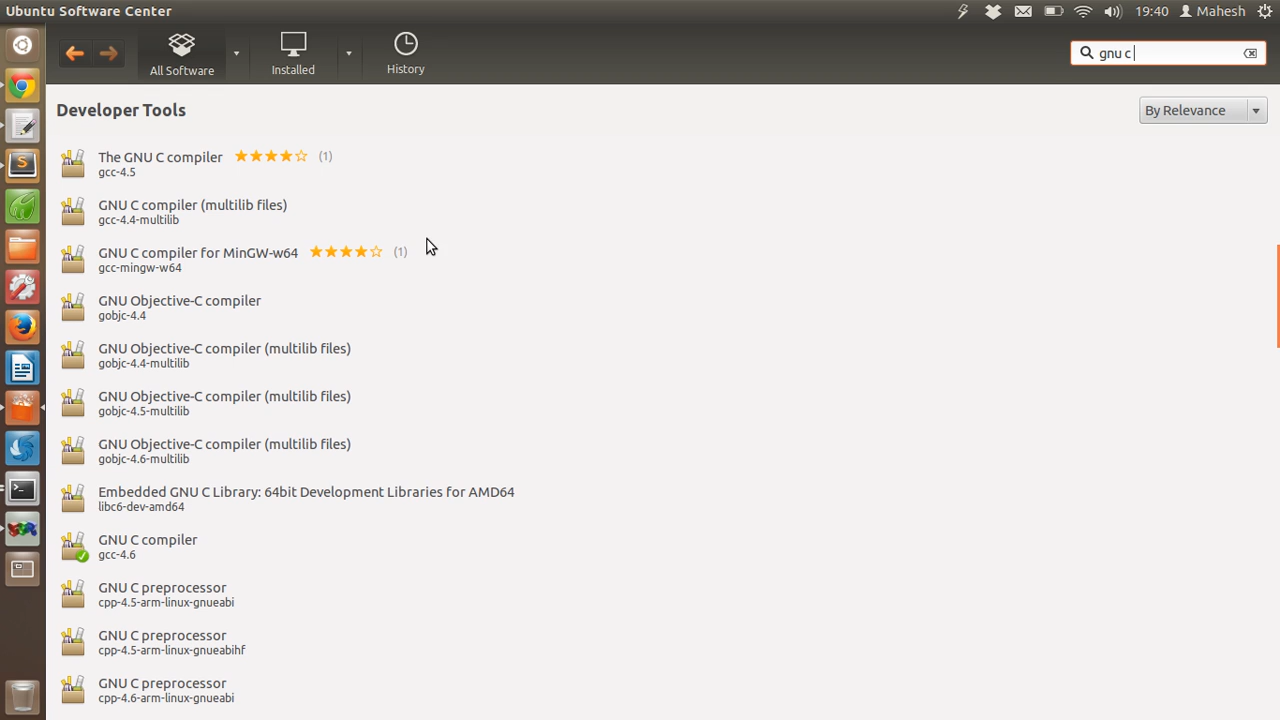 Ubuntu Software Center
19:40 Mahesh
All Software
Installed
History
gnu c
Developer Tools
By Relevance
The GNU C compiler (1)
gcc-4.5
GNU C compiler (multilib files)
gcc-4.4-multilib
GNU C compiler for MinGW-w64 (1)
gcc-mingw-w64
GNU Objective-C compiler
gobjc-4.4
GNU Objective-C compiler (multilib files)
gobjc-4.4-multilib
GNU Objective-C compiler (multilib files)
gobjc-4.5-multilib
GNU Objective-C compiler (multilib files)
gobjc-4.6-multilib
Embedded GNU C Library: 64bit Development Libraries for AMD64
libc6-dev-amd64
GNU C compiler
gcc-4.6
GNU C preprocessor
cpp-4.5-arm-linux-gnueabi
GNU C preprocessor
cpp-4.5-arm-linux-gnueabihf
GNU C preprocessor
cpp-4.6-arm-linux-gnueabi